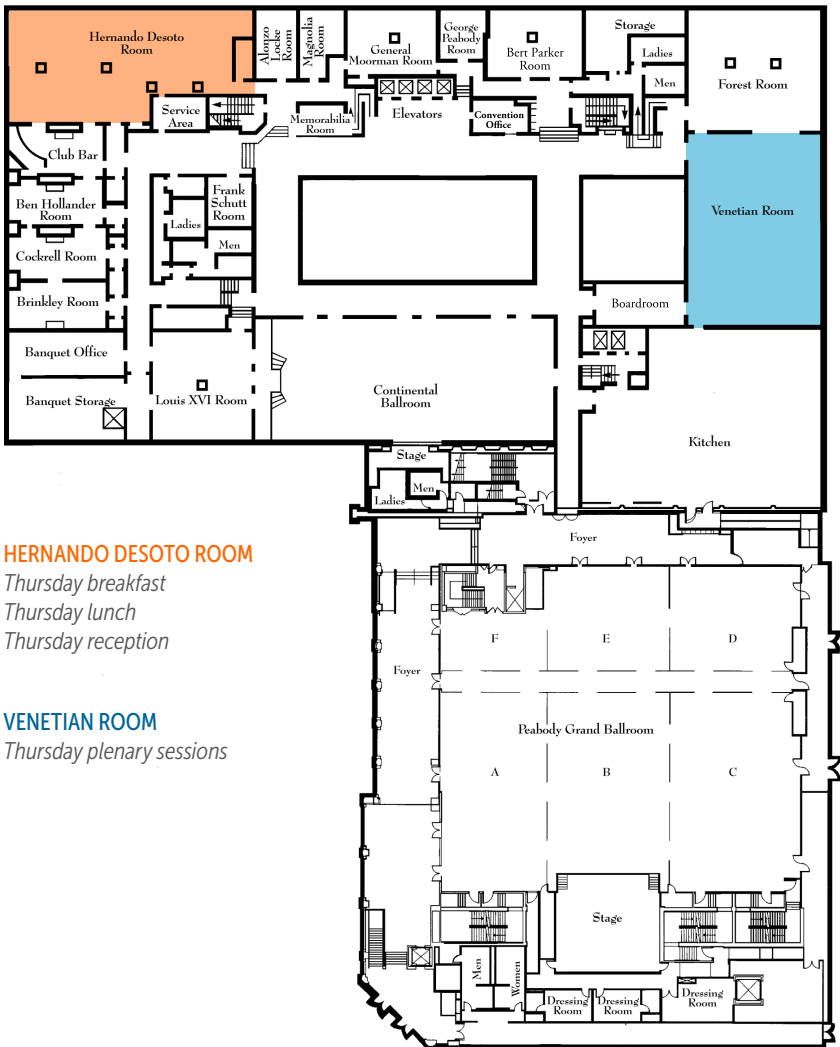 Hernando Desoto
Room
Alonzo
Locke
Room
Magnolia
Room
General
Moorman Room
George
Peabody
Room
Bert Parker
Room
Storage
Ladies
Men
Forest Room
Service
Area
Memorabilia
Room
Elevators
Convention
Office
Club Bar
Ben Hollander
Room
Ladies
Frank
Schutt
Room
Men
Venetian Room
Cockrell Room
Brinkley Room
Boardroom
Banquet Office
Banquet Storage
Louis XVI Room
Continental
Ballroom
Kitchen
Stage
Ladies
Men
Foyer
HERNANDO DESOTO ROOM
Thursday breakfast
Thursday lunch
Thursday reception
F
E
D
Foyer
VENETIAN ROOM
Thursday plenary sessions
Peabody Grand Ballroom
A
B
C
Stage
Men
Women
Dressing
Room
Dressing
Room
Dressing
Room